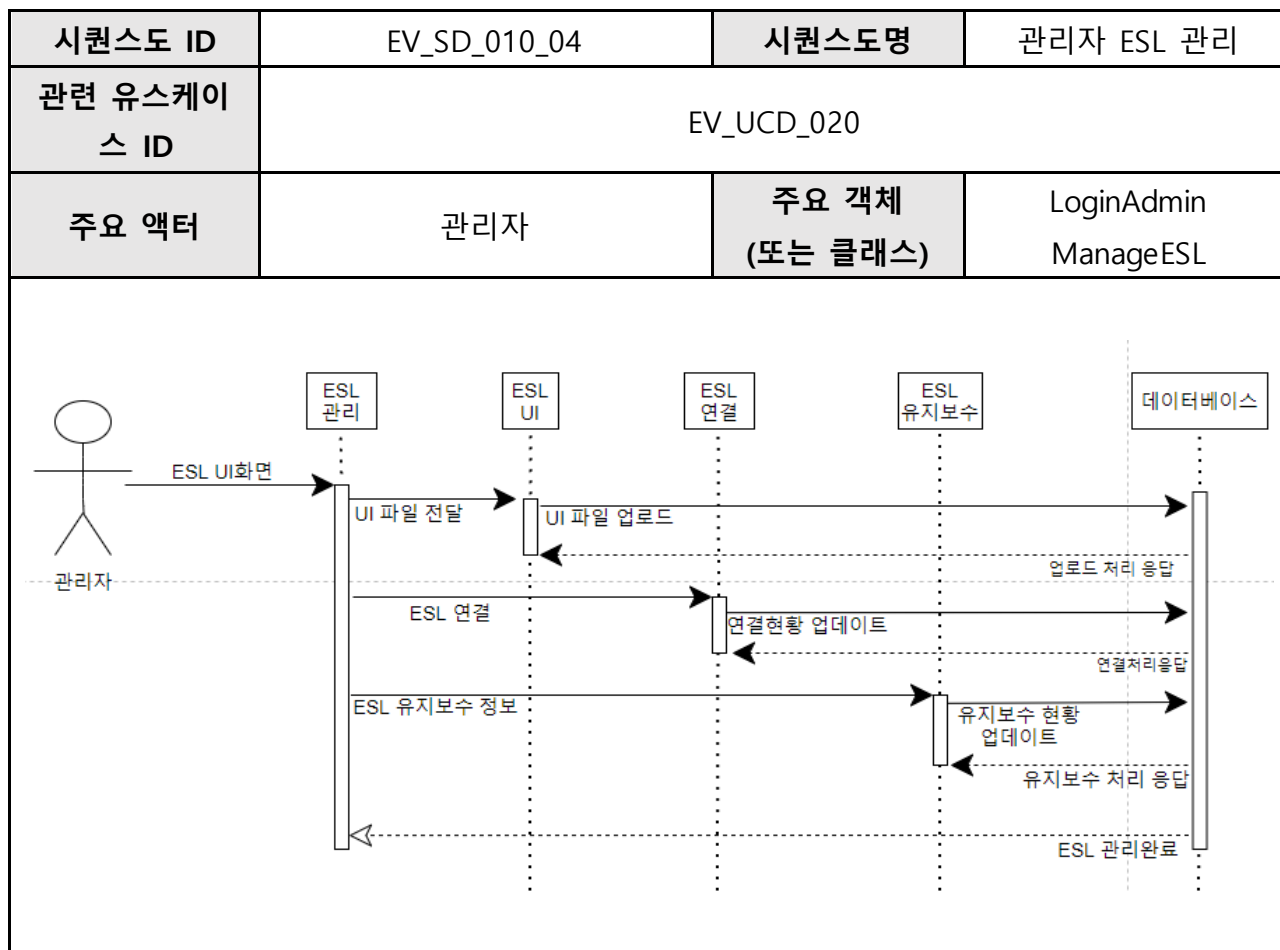 시퀀스도 ID
EV_SD_010_04
시퀀스도명
관리자 ESL 관리
관련 유스케이
스 ID
EV_UCD_020
주요 액터
관리자
주요 객체
(또는 클래스)
LoginAdmin
ManageESL
ESL
관리
ESL
UI
ESL
연결
ESL
유지보수
데이터베이스
ESL UI화면
UI 파일 전달
UI 파일 업로드
업로드 처리 응답
관리자
ESL 연결
연결현황 업데이트
연결처리응답
ESL 유지보수 정보
유지보수 현황
업데이트
유지보수 처리 응답
ESL 관리완료